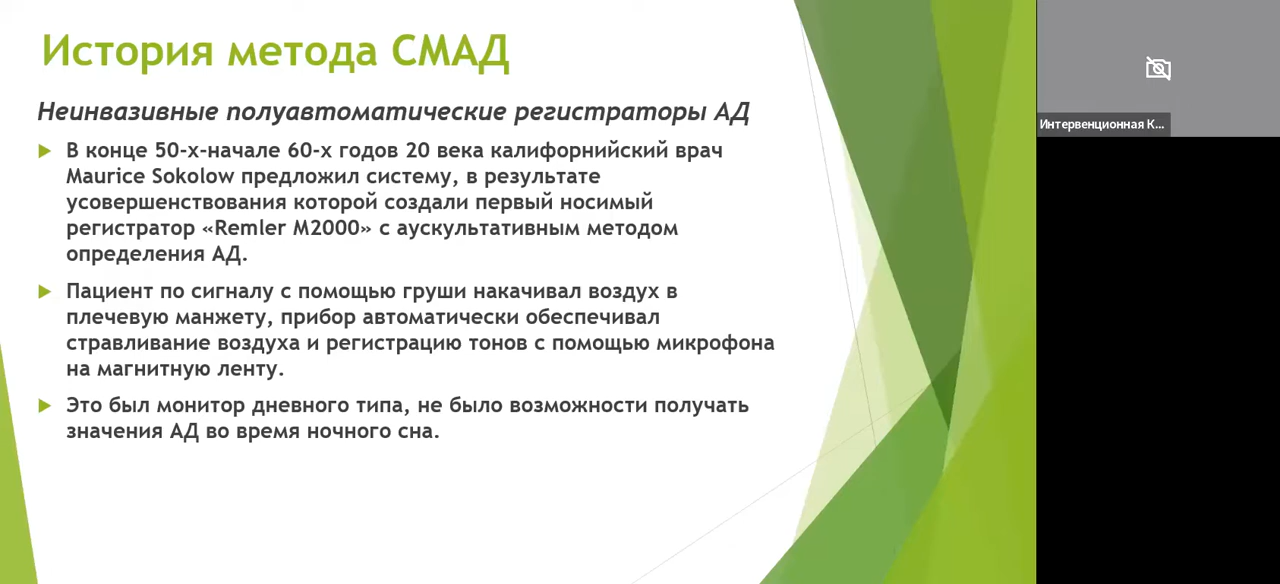 История метода СМАД
Неинвазивные полуавтоматические регистраторы АД
В конце 50-х-начале 60-х годов 20 века калифорнийский врач
Maurice Sokolow предложил систему, в результате
усовершенствования которой создали первый носимый
регистратор «Remler M2000» с аускультативным методом
определения АД.
Пациент по сигналу с помощью груши накачивал воздух в
плечевую манжету, прибор автоматически обеспечивал
стравливание воздуха и регистрацию тонов с помощью микрофона
на магнитную ленту.
Это был монитор дневного типа, не было возможности получать
значения АД во время ночного сна.
Интервенционная К...